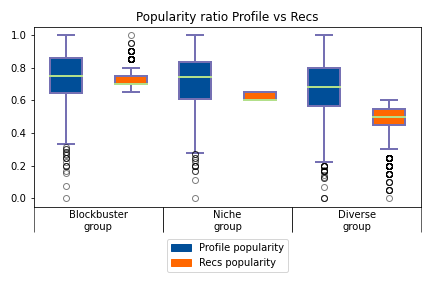 Popularity ratio Profile vs Recs
1.0
0.8
0.6
0.4
0.2
0.0
Blockbuster
group
Niche
group
Diverse
group
Profile popularity
Recs popularity